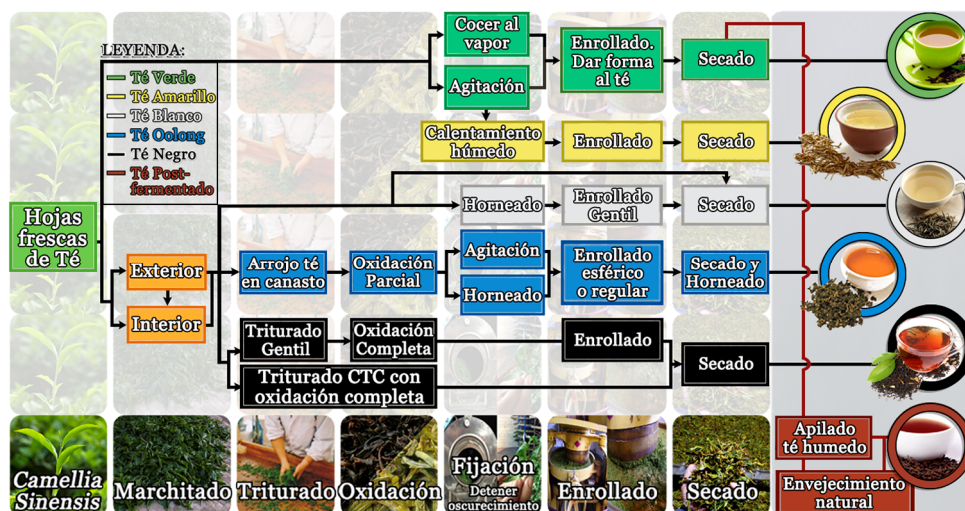 LEYENDA:
Té Verde
Té Amarillo
Té Blanco
Té Oolong
Té Negro
Té Post-
fermentado
Cocer al
vapor
Agitación
Enrollado.
Dar forma
al té
Secado
Calentamiento
húmedo
Enrollado
Secado
Horneado
Enrollado
Gentil
Secado
Hojas
frescas
de Té
Exterior
Interior
Arrojo té
en canasto
Oxidación
Parcial
Agitación
Horneado
Enrollado
esférico
o regular
Secado y
Horneado
Triturado
Gentil
Oxidación
Completa
Enrollado
Triturado CTC con
oxidación completa
Secado
Apilado
té humedo
Envejecimiento
natural
Camellia
Sinensis
Marchitado
Triturado
Oxidación
Fijación
Detener
oscurecimiento
Enrollado
Secado